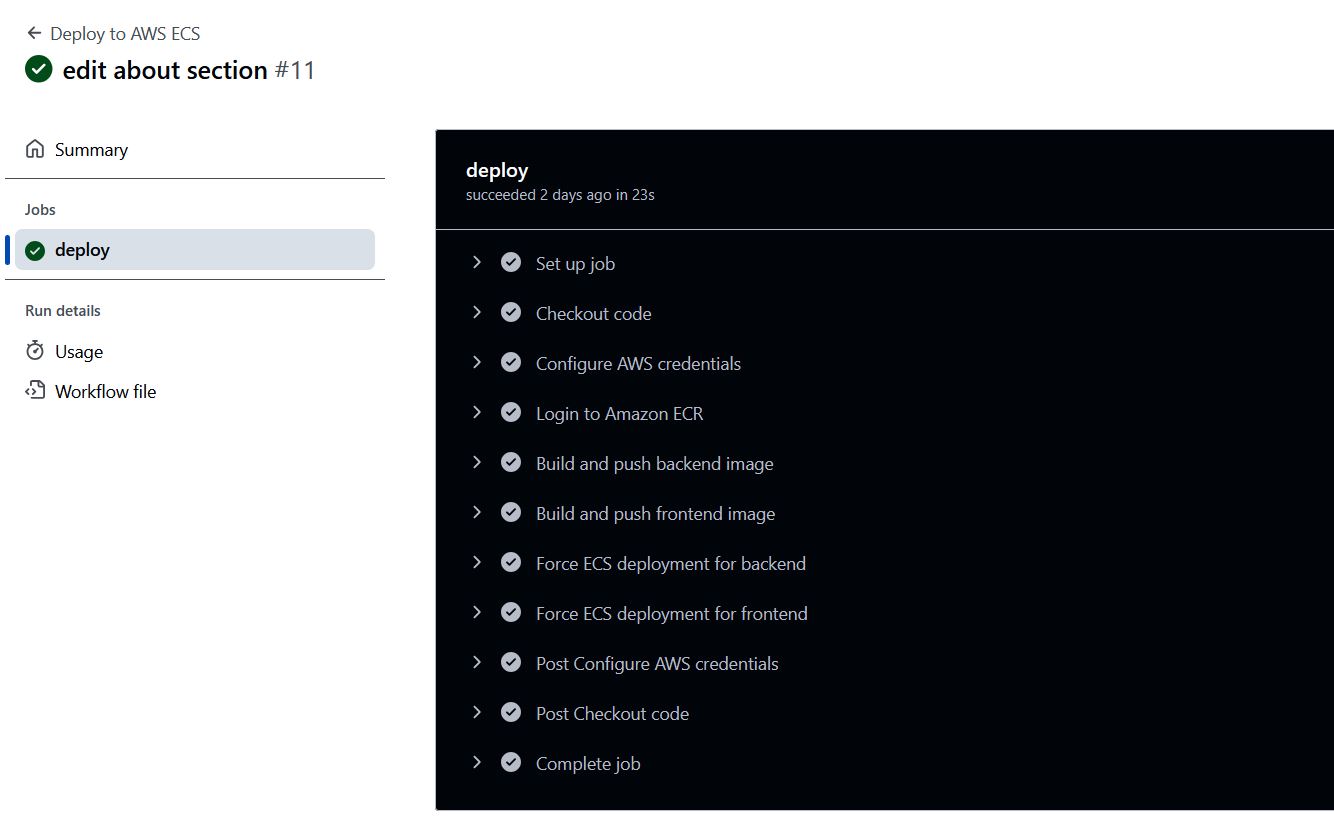 Deploy to AWS ECS
edit about section #11
Summary
Jobs
deploy
Run details
Usage
Workflow file
deploy
succeeded 2 days ago in 23s
Set up job
Checkout code
Configure AWS credentials
Login to Amazon ECR
Build and push backend image
Build and push frontend image
Force ECS deployment for backend
Force ECS deployment for frontend
Post Configure AWS credentials
Post Checkout code
Complete job